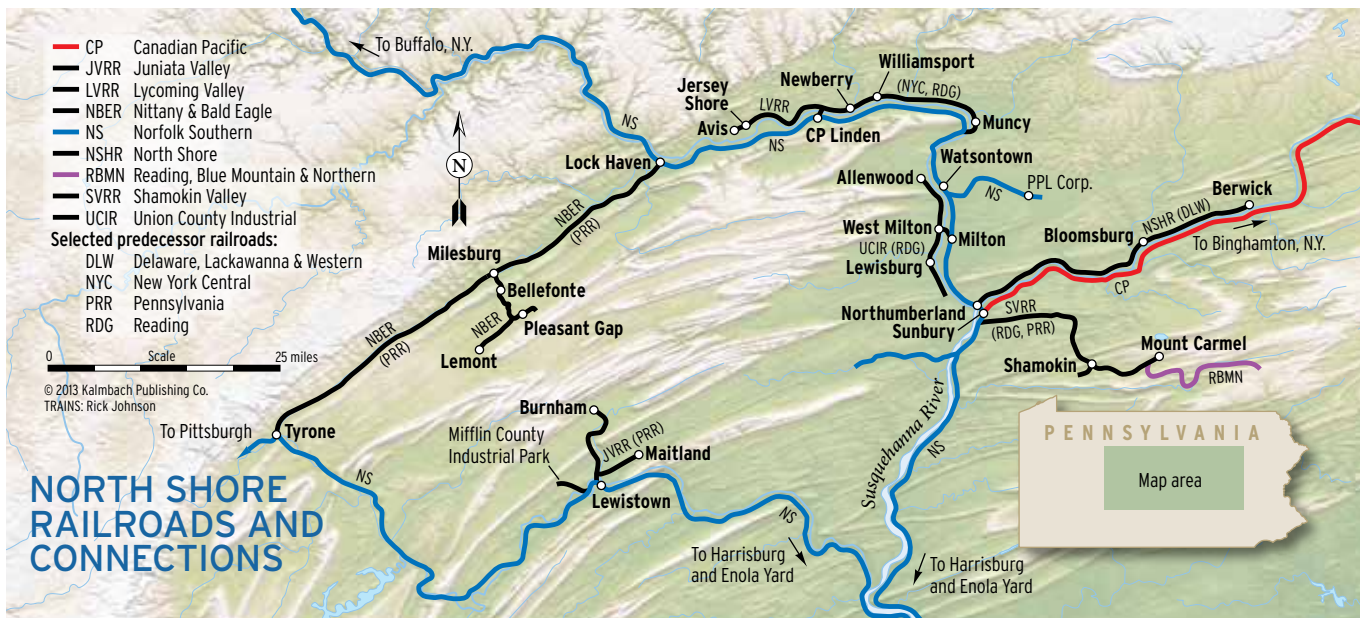 CP Canadian Pacific
JVRR Juniata Valley
LVRR Lycoming Valley
NBER Nittany & Bald Eagle
NS Norfolk Southern
NSHR North Shore
RBMN Reading, Blue Mountain & Northern
SVRR Shamokin Valley
UCIR Union County Industrial
Selected predecessor railroads:
DLW Delaware, Lackawanna & Western
NYC New York Central
PRR Pennsylvania
RDG Reading
0 Scale 25 miles
© 2013 Kalmbach Publishing Co.
TRAINS: Rick Johnson
To Buffalo, N.Y.
NS
N
Lock Haven
Jersey
Shore
Avis
LVRR
NS
Newberry
CP Linden
Williamsport
(NYC, RDG)
Muncy
Watsontown
NS
PPL Corp.
Allenwood
West Milton
UCIR (RDG)
Milton
Lewisburg
Berwick
NSHR (DLW)
Bloomsburg
To Binghamton, N.Y.
CP
Northumberland
Sunbury
SVRR
(RDG, PRR)
Shamokin
Mount Carmel
RBMN
NBER
(PRR)
Milesburg
Bellefonte
Pleasant Gap
NBER
Lemont
NBER
(PRR)
To Pittsburgh
Tyrone
NS
Burnham
Mifflin County
Industrial Park
JVRR (PRR)
Maitland
Lewistown
NS
To Harrisburg
and Enola Yard
Susquehanna River
NS
To Harrisburg
and Enola Yard
PENNSYLVANIA
Map area
NORTH SHORE
RAILROADS AND
CONNECTIONS